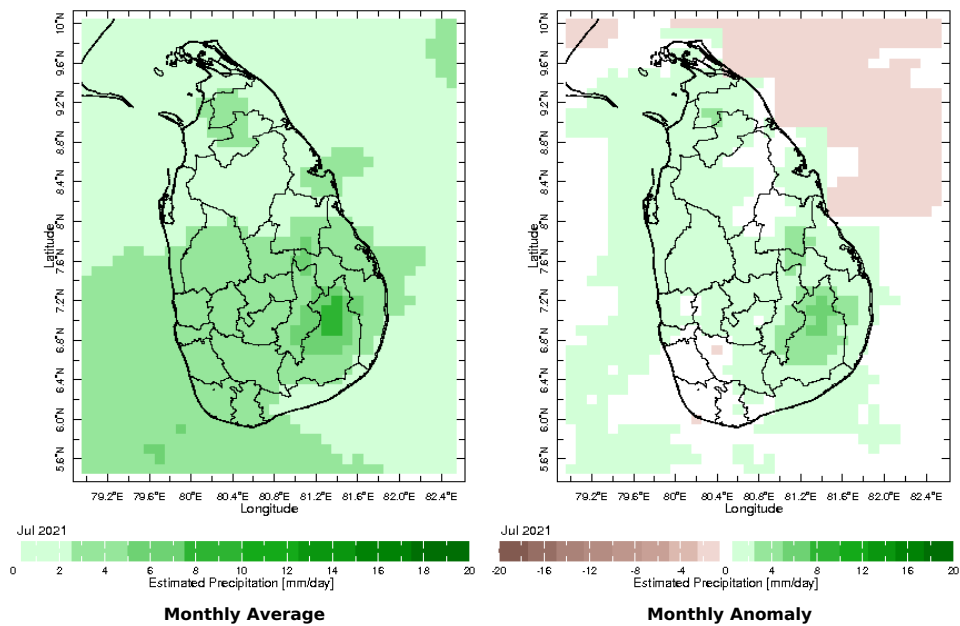 10°N
9.6°N
9.2°N
8.8°N
8.4°N
8°N
7.6°N
7.2°N
6.8°N
6.4°N
6.0°N
5.6°N
Latitude
79.2°E 79.6°E 80°E 80.4°E 80.8°E 81.2°E 81.6°E 82.0°E 82.4°E
Longitude
Jul 2021
0 2 4 6 8 10 12 14 16 18 20
Estimated Precipitation [mm/day]
Monthly Average
10°N
9.6°N
9.2°N
8.8°N
8.4°N
8°N
7.6°N
7.2°N
6.8°N
6.4°N
6.0°N
5.6°N
Latitude
79.2°E 79.6°E 80°E 80.4°E 80.8°E 81.2°E 81.6°E 82.0°E 82.4°E
Longitude
Jul 2021
-20 -16 -12 -8 -4 0 4 8 12 16 20
Estimated Precipitation [mm/day]
Monthly Anomaly